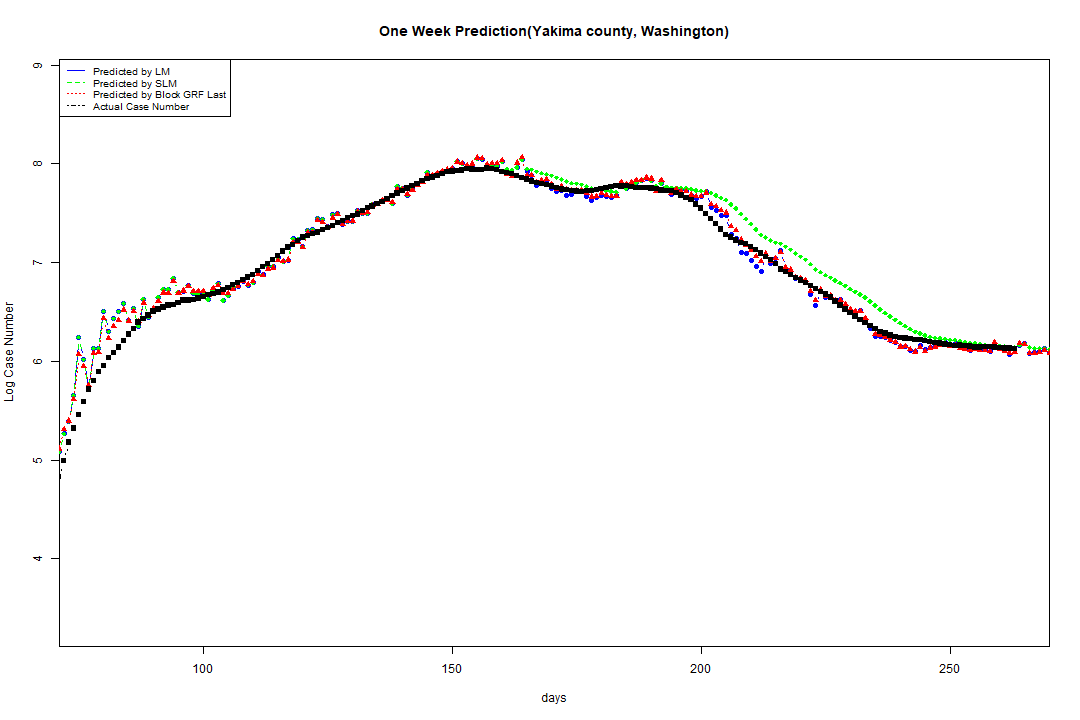 One Week Prediction(Yakima county, Washington)
Predicted by LM
Predicted by SLM
Predicted by Block GRF Last
Actual Case Number
Log Case Number
9
8
7
6
5
4
100 150 200 250
days